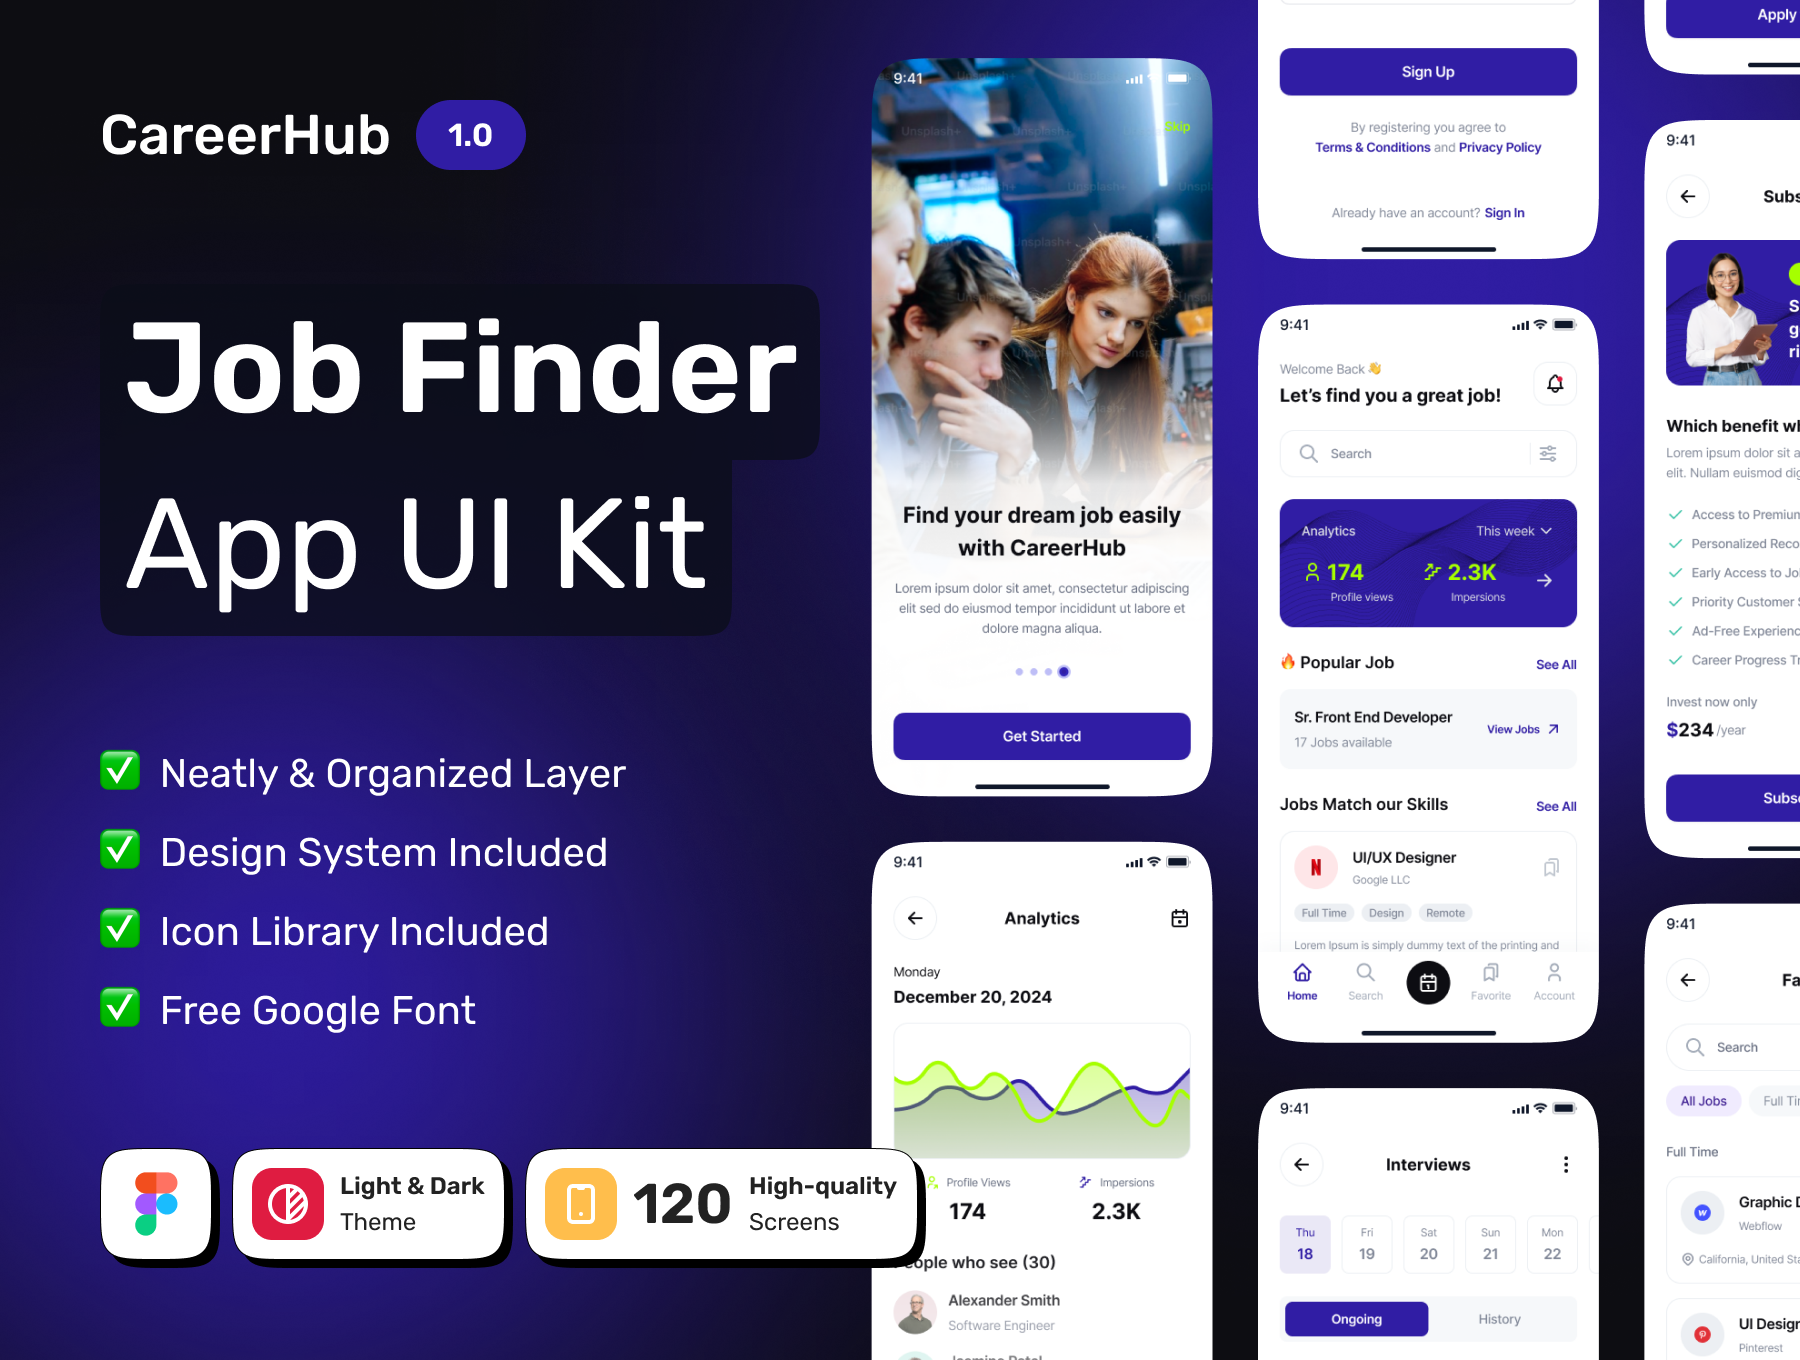 CareerHub
1.0
Job Finder
App UI Kit
Neatly & Organized Layer
Design System Included
Icon Library Included
Free Google Font
Light & Dark
Theme
120
High-quality
Screens
9:41
Skip
Unsplash+
Find your dream job easily
with CareerHub
Lorem ipsum dolor sit amet, consectetur adipiscing
elit sed do eiusmod tempor incididunt ut labore et
dolore magna aliqua.
Get Started
9:41
Analytics
Monday
December 20, 2024
Profile Views
Impersions
174
2.3K
ople who see (30)
Alexander Smith
Software Engineer
Sign Up
By registering you agree to
Terms & Conditions and Privacy Policy
Already have an account? Sign In
9:41
Welcome Back
Let's find you a great job!
Search
Analytics
This week
174
2.3K
Profile views
Impersions
Popular Job
See All
Sr. Front End Developer
17 Jobs available
View Jobs
Jobs Match our Skills
See All
N
UI/UX Designer
Google LLC
Full Time
Design
Remote
Lorem Ipsum is simply dummy text of the printing and
Home
Search
Favorite
Account
9:41
Interviews
Thu
Fri
Sat
Sun
Mon
18
19
20
21
22
Ongoing
History
Apply
9:41
Subs
S
g
ri
Which benefit wh
Lorem ipsum dolor sit a
elit. Nullam euismod dig
Access to Premium
Personalized Reco
Early Access to Jo
Priority Customer S
Ad-Free Experienc
Career Progress Tr
Invest now only
$234 /year
Subs
9:41
Fa
Search
All Jobs
Full Ti
Full Time
Graphic D
Webflow
California, United Sta
UI Design
Pinterest